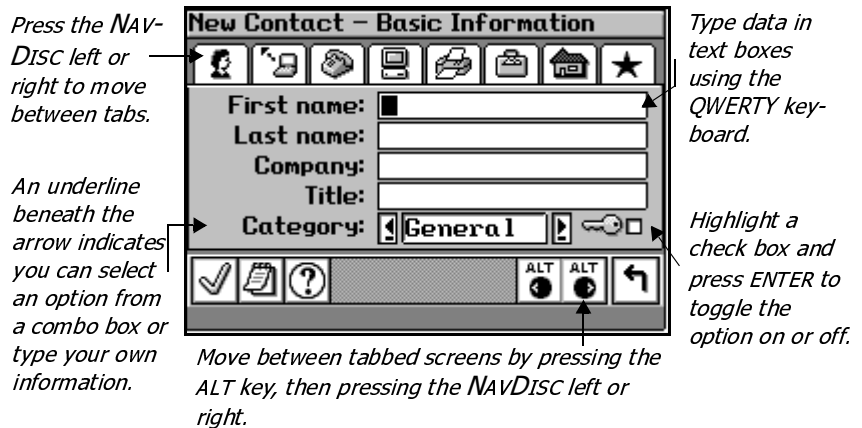 Press the NAV-
DISC left or
right to move
between tabs.
An underline
beneath the
arrow indicates
you can select
an option from
a combo box or
type your own
information.
New Contact – Basic Information
First name:
Last name:
Company:
Title:
Category: General
ALT ALT
Type data in
text boxes
using the
QWERTY key-
board.
Highlight a
check box and
press ENTER to
toggle the
option on or off.
Move between tabbed screens by pressing the
ALT key, then pressing the NAVDISC left or
right.